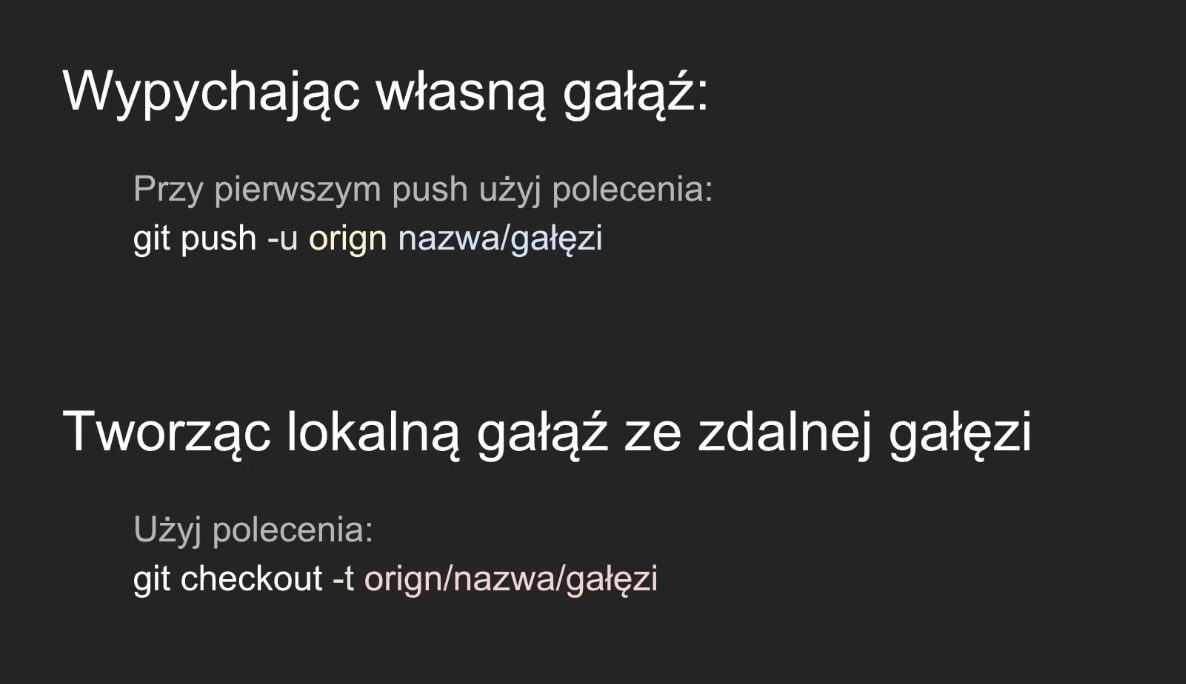 Wypychając własną gałąź:
Przy pierwszym push użyj polecenia:
git push -u orign nazwa/gałęzi
Tworząc lokalną gałąź ze zdalnej gałęzi
Użyj polecenia:
git checkout -t orign/nazwa/gałęzi